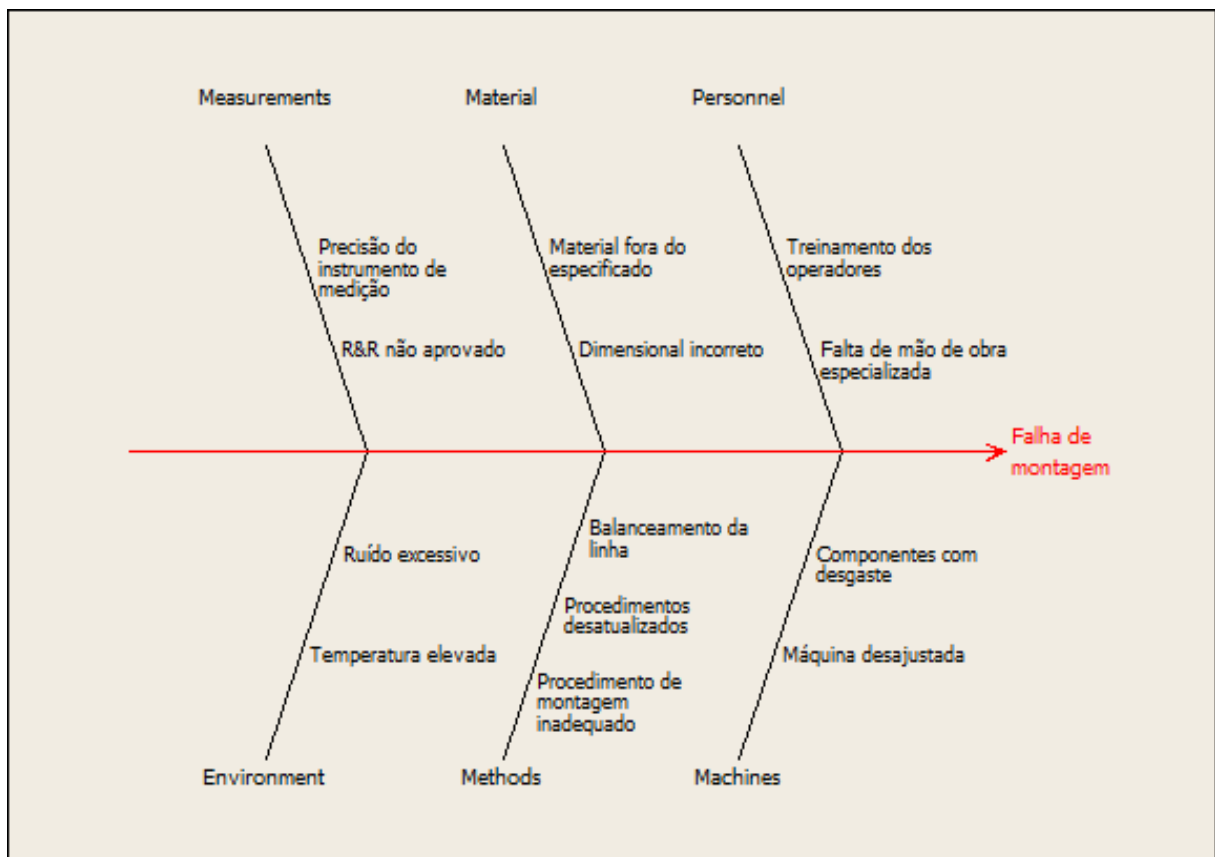 Measurements
Material
Personnel
Precisão do
instrumento de
medição
Material fora do
especificado
Treinamento dos
operadores
R&R não aprovado
Dimensional incorreto
Falta de mão de obra
especializada
Falha de
montagem
Ruído excessivo
Balanceamento da
linha
Componentes com
desgaste
Procedimentos
desatualizados
Temperatura elevada
Máquina desajustada
Procedimento de
montagem
inadequado
Environment
Methods
Machines